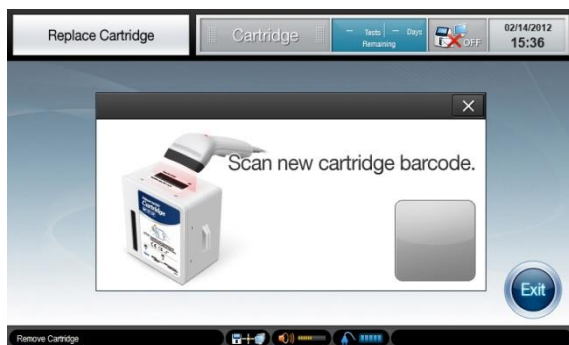 Replace Cartridge
Cartridge
– Tests – Days
Remaining
OFF
02/14/2012
15:36
Scan new cartridge barcode.
Cartridge
Exit
Remove Cartridge